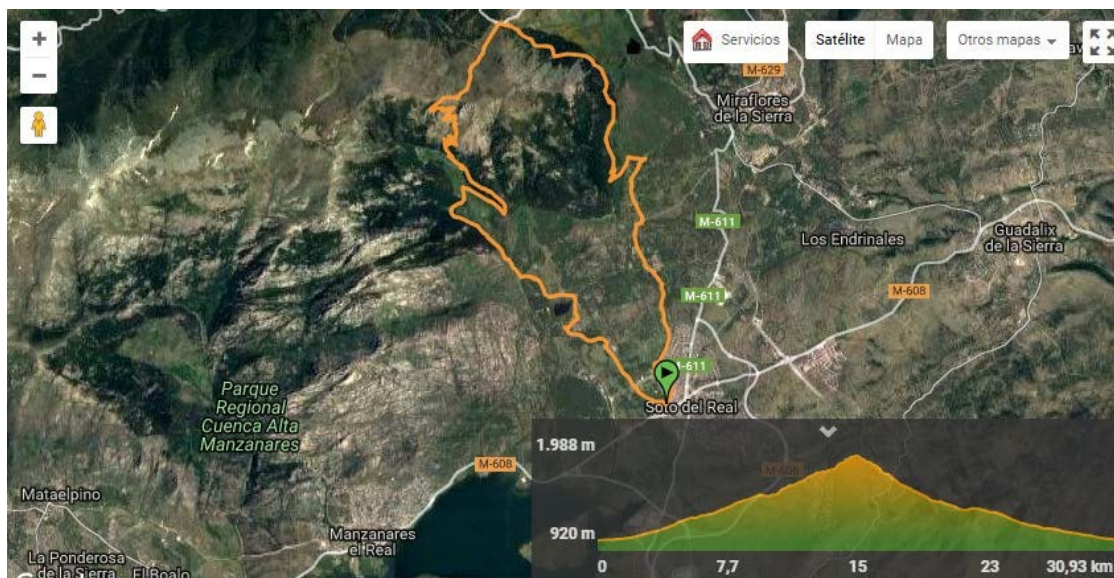 +
−
Servicios
Satélite
Mapa
Otros mapas
M-629
Miraflores
de la Sierra
M-611
Los Endrinales
Guadalix
de la Sierra
M-611
M-608
M-611
Parque
Regional
Cuenca Alta
Manzanares
Soto del Real
M-608
Mataelpino
Manzanares
el Real
La Ponderosa
de la Sierra
El Boalo
1.988 m
M-608
920 m
0
7,7
15
23
30,93 km